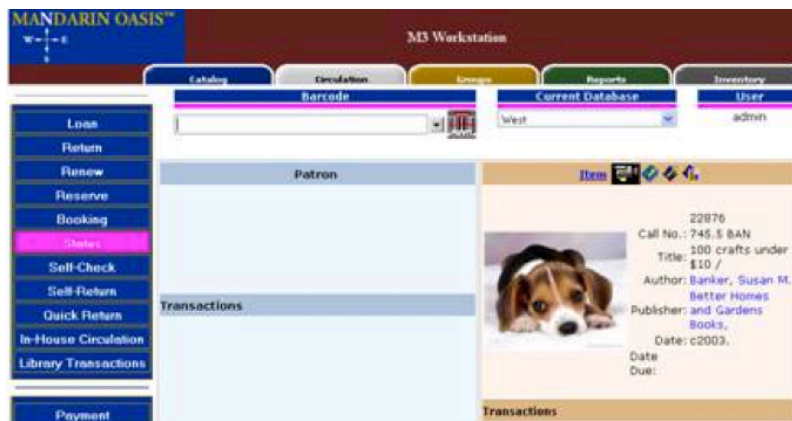 MANDARIN OASIS™
W E
S
M3 Workstation
Catalog Circulation Groups Reports Inventory
Barcode Current Database User
West admin
Loan
Return
Renew
Reserve
Booking
Status
Self-Check
Self-Return
Quick Return
In-House Circulation
Library Transactions
Payment
Patron
Transactions
Item
22876
Call No.: 745.5 BAN
Title: 100 crafts under
$10 /
Author: Banker, Susan M.
Publisher: Better Homes
and Gardens
Books,
Date: c2003.
Date
Due:
Transactions